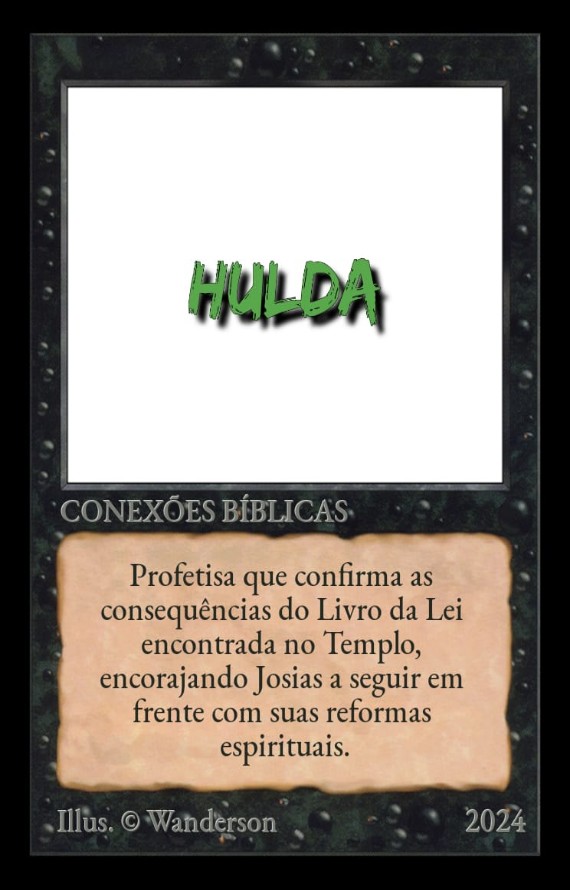 HULDA
CONEXÕES BÍBLICAS
Profetisa que confirma as
consequências do Livro da Lei
encontrada no Templo,
encorajando Josias a seguir em
frente com suas reformas
espirituais.
Illus. © Wanderson 2024